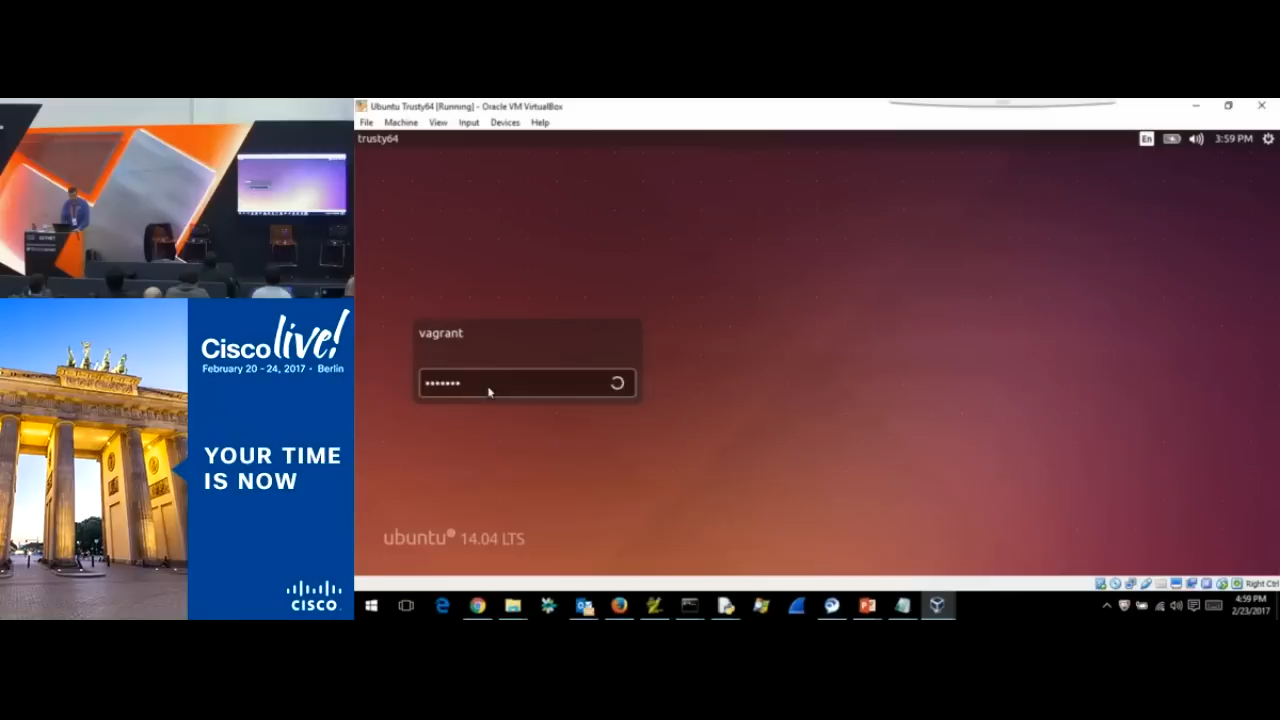 Ubuntu Trusty64 [Running] - Oracle VM VirtualBox
File Machine View Input Devices Help
trusty64
En
3:59 PM
vagrant
ubuntu® 14.04 LTS
Right Ctrl
4:59 PM
2/23/2017
Cisco live!
February 20 - 24, 2017 • Berlin
YOUR TIME
IS NOW
CISCO